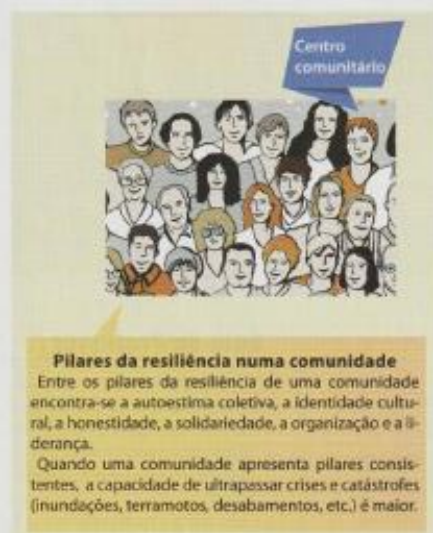 Centro
comunitário
Pilares da resiliência numa comunidade
Entre os pilares da resiliência de uma comunidade
encontra-se a autoestima coletiva, a identidade cultu-
ral, a honestidade, a solidariedade, a organização e a li-
derança.
Quando uma comunidade apresenta pilares consis-
tentes, a capacidade de ultrapassar crises e catástrofes
(inundações, terramotos, desabamentos, etc.) é maior.